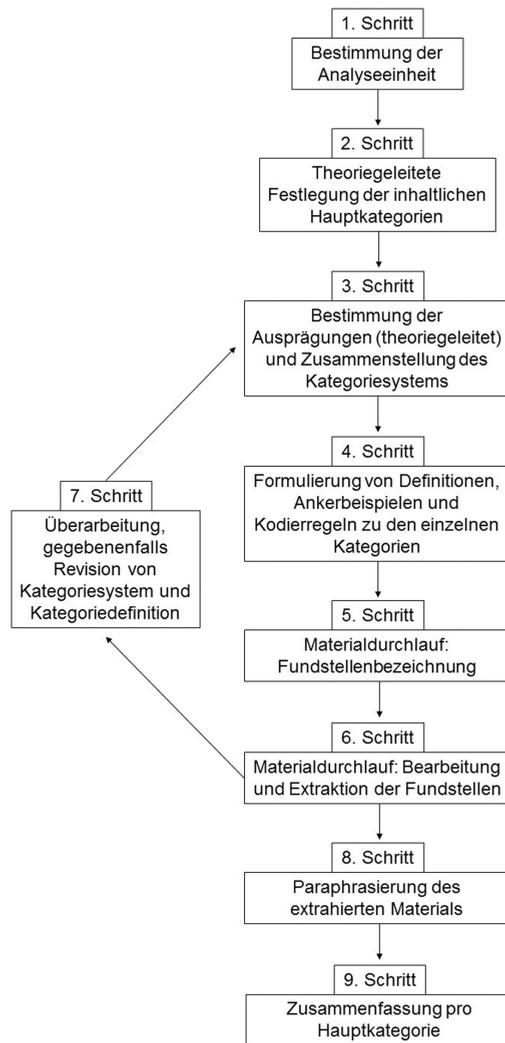 1. Schritt
Bestimmung der
Analyseeinheit
2. Schritt
Theoriegeleitete
Festlegung der inhaltlichen
Hauptkategorien
3. Schritt
Bestimmung der
Ausprägungen (theoriegeleitet)
und Zusammenstellung des
Kategoriesystems
4. Schritt
Formulierung von Definitionen,
Ankerbeispielen und
Kodierregeln zu den einzelnen
Kategorien
5. Schritt
Materialdurchlauf:
Fundstellenbezeichnung
6. Schritt
Materialdurchlauf: Bearbeitung
und Extraktion der Fundstellen
7. Schritt
Überarbeitung,
gegebenenfalls
Revision von
Kategoriesystem und
Kategoriedefinition
8. Schritt
Paraphrasierung des
extrahierten Materials
9. Schritt
Zusammenfassung pro
Hauptkategorie